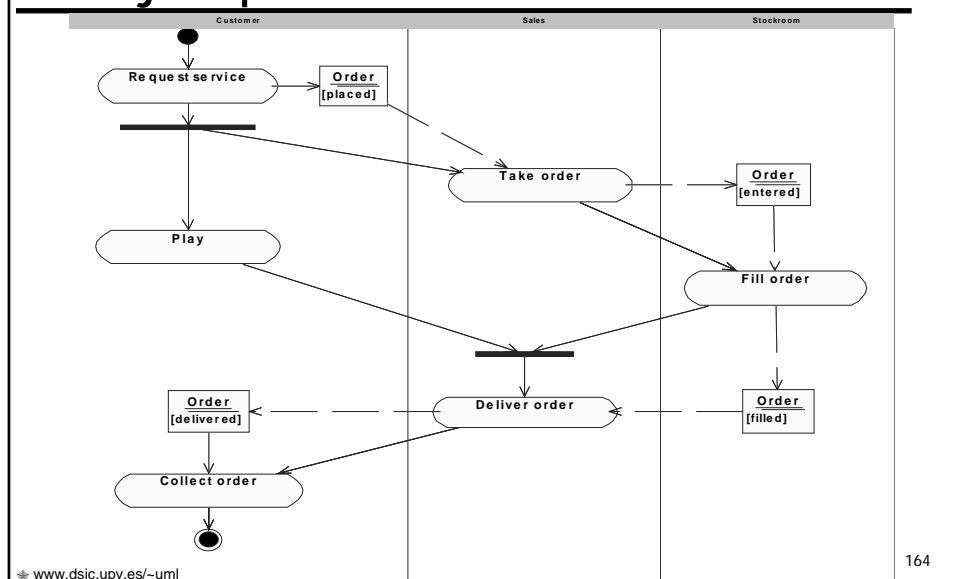 Customer Sales Stockroom
Request service
Order
[placed]
Take order
Order
[entered]
Play
Fill order
Order
[delivered]
Deliver order
Order
[filled]
Collect order
www.dsic.upv.es/~uml
164